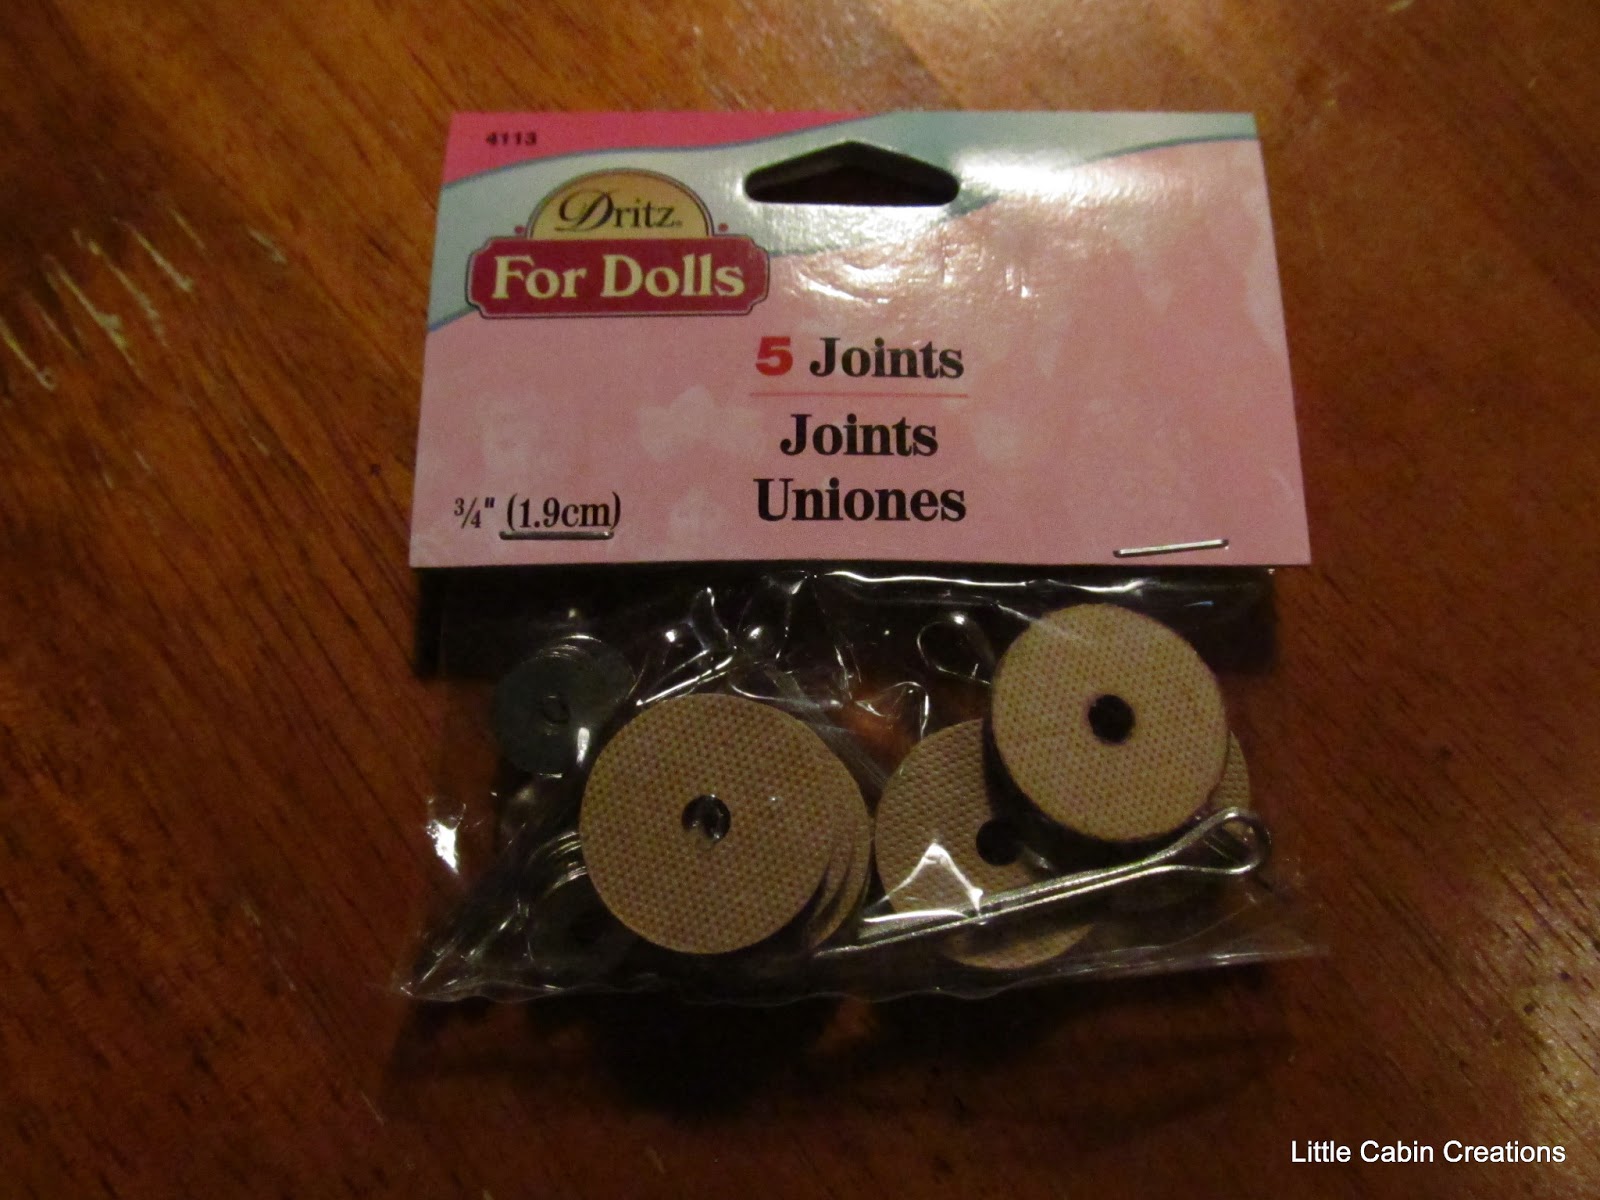 4113
Dritz
For Dolls
5 Joints
Joints
Uniones
3/4" (1.9cm)
Little Cabin Creations